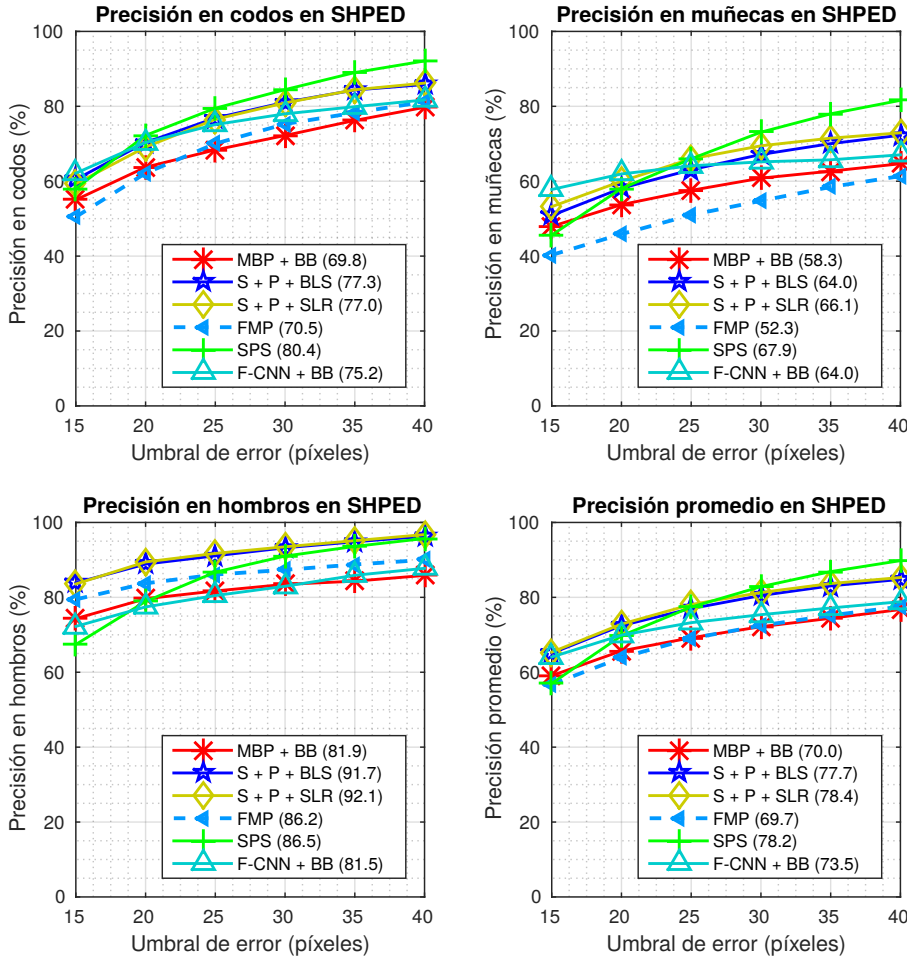 Precisión en codos en SHPED
100
80
60
40
20
0
Precisión en codos (%)
MBP + BB (69.8)
S + P + BLS (77.3)
S + P + SLR (77.0)
FMP (70.5)
SPS (80.4)
F-CNN + BB (75.2)
15 20 25 30 35 40
Umbral de error (píxeles)
Precisión en muñecas en SHPED
100
80
60
40
20
0
Precisión en muñecas (%)
MBP + BB (58.3)
S + P + BLS (64.0)
S + P + SLR (66.1)
FMP (52.3)
SPS (67.9)
F-CNN + BB (64.0)
15 20 25 30 35 40
Umbral de error (píxeles)
Precisión en hombros en SHPED
100
80
60
40
20
0
Precisión en hombros (%)
MBP + BB (81.9)
S + P + BLS (91.7)
S + P + SLR (92.1)
FMP (86.2)
SPS (86.5)
F-CNN + BB (81.5)
15 20 25 30 35 40
Umbral de error (píxeles)
Precisión promedio en SHPED
100
80
60
40
20
0
Precisión promedio (%)
MBP + BB (70.0)
S + P + BLS (77.7)
S + P + SLR (78.4)
FMP (69.7)
SPS (78.2)
F-CNN + BB (73.5)
15 20 25 30 35 40
Umbral de error (píxeles)